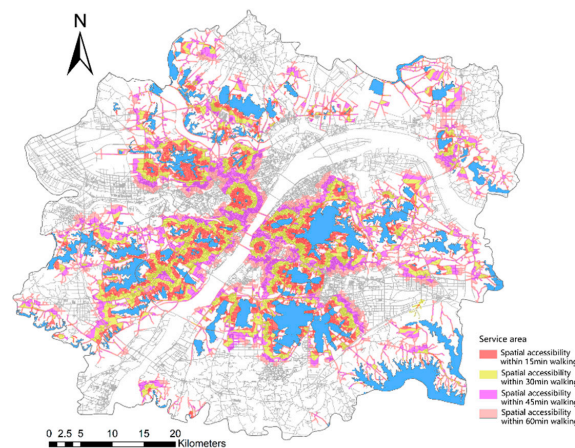 N
Service area
Spatial accessibility
within 15min walking
Spatial accessibility
within 30min walking
Spatial accessibility
within 45min walking
Spatial accessibility
within 60min walking
0 2.5 5 10 15 20
Kilometers